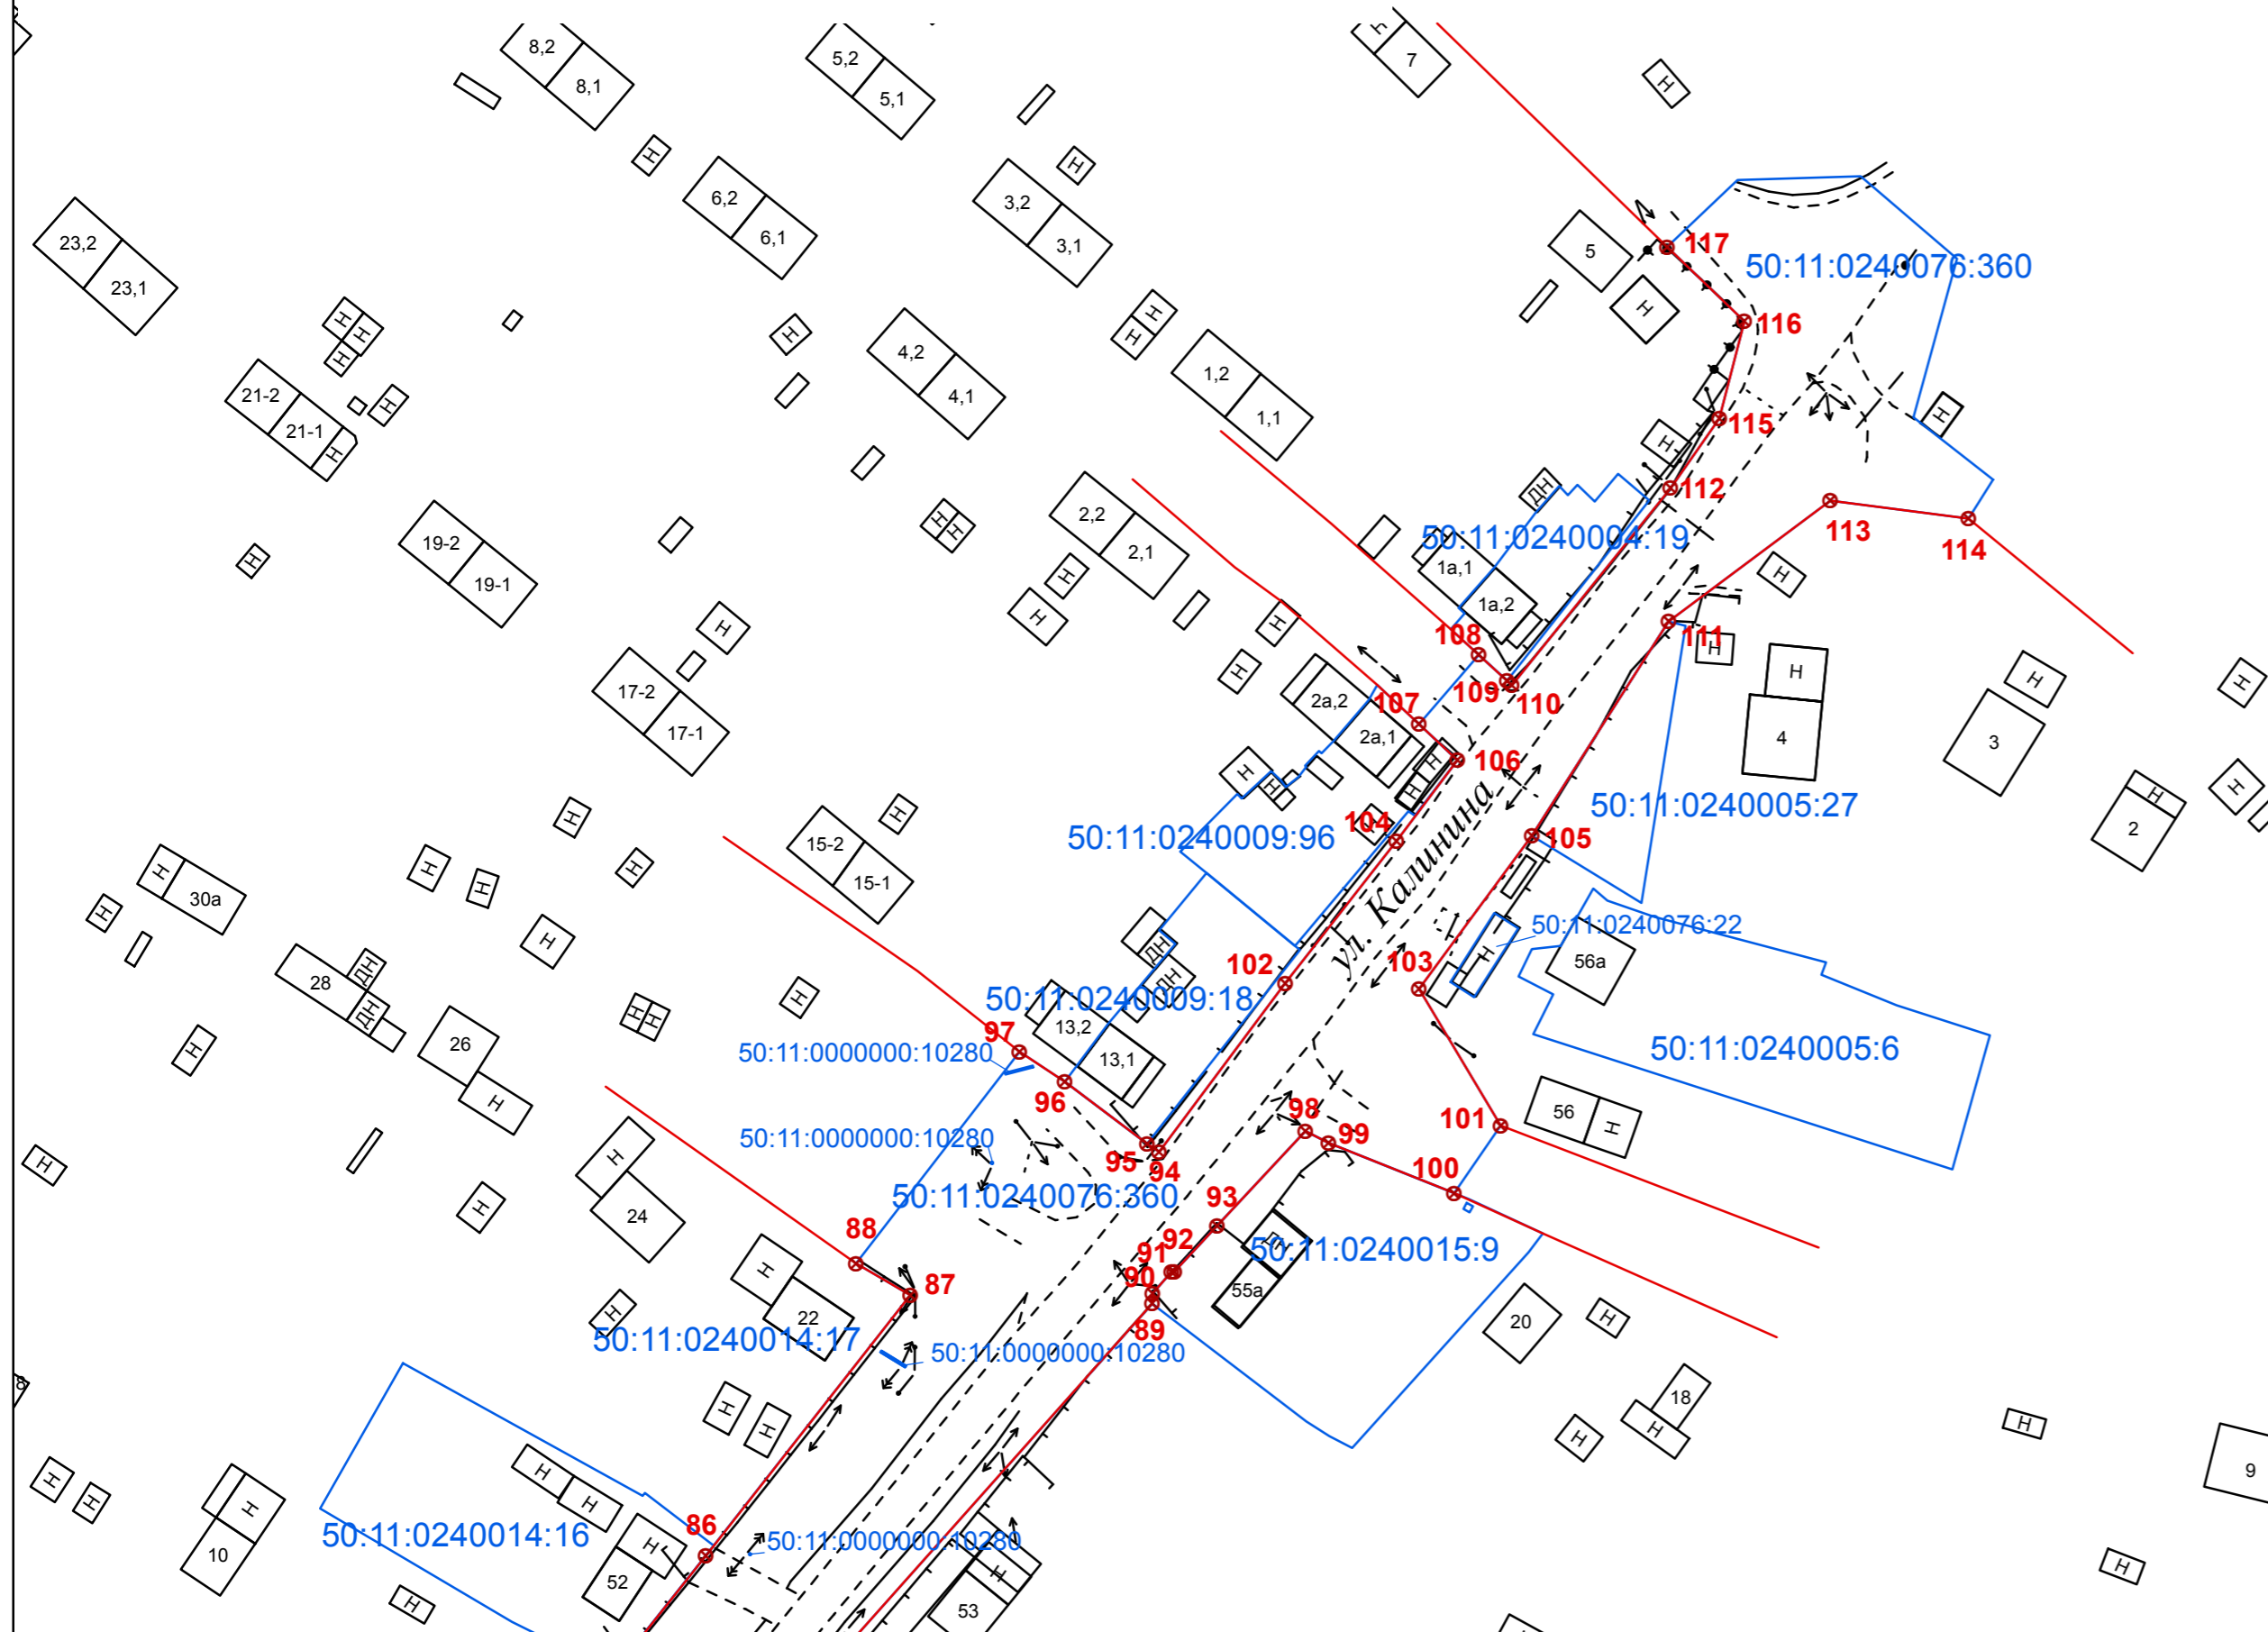 8,2
8,1
5,2
5,1
7
Н
Н
Н
6,2
6,1
3,2
3,1
23,2
23,1
5
Н
117
50:11:0240076:360
116
Н
Н
Н
Н
Н
Н
Н
4,2
4,1
1,2
1,1
21-2
21-1
Н
Н
115
Н
Н
112
ДН
113
114
50:11:0240004:19
2,2
2,1
19-2
19-1
Н
Н
Н
1а,1
1а,2
Н
Н
Н
Н
Н
108
111
Н
17-2
17-1
Н
109
110
2а,2
2а,1
107
106
Н
4
Н
3
Н
2
Н
Н
Н
Н
Н
Н
104
50:11:0240009:96
ул. Калинина
105
50:11:0240005:27
15-2
15-1
Н
Н
Н
Н
Н
Н
30а
Н
Н
50:11:0240076:22
Н
56а
ДН
ДН
102
103
28
ДН
ДН
Н
Н
Н
50:11:0240009:18
13,2
13,1
97
50:11:0000000:10280
50:11:0240005:6
26
Н
Н
96
98
99
101
56
Н
50:11:0000000:10280
95
94
100
Н
Н
24
Н
50:11:0240076:360
93
88
92
91
90
89
ДН
55а
50:11:0240015:9
87
Н
22
Н
50:11:0240014:17
50:11:0000000:10280
20
Н
18
Н
Н
Н
9
8
Н
Н
Н
Н
Н
Н
Н
10
50:11:0240014:16
86
50:11:0000000:10280
Н
52
Н
Н
53
Н